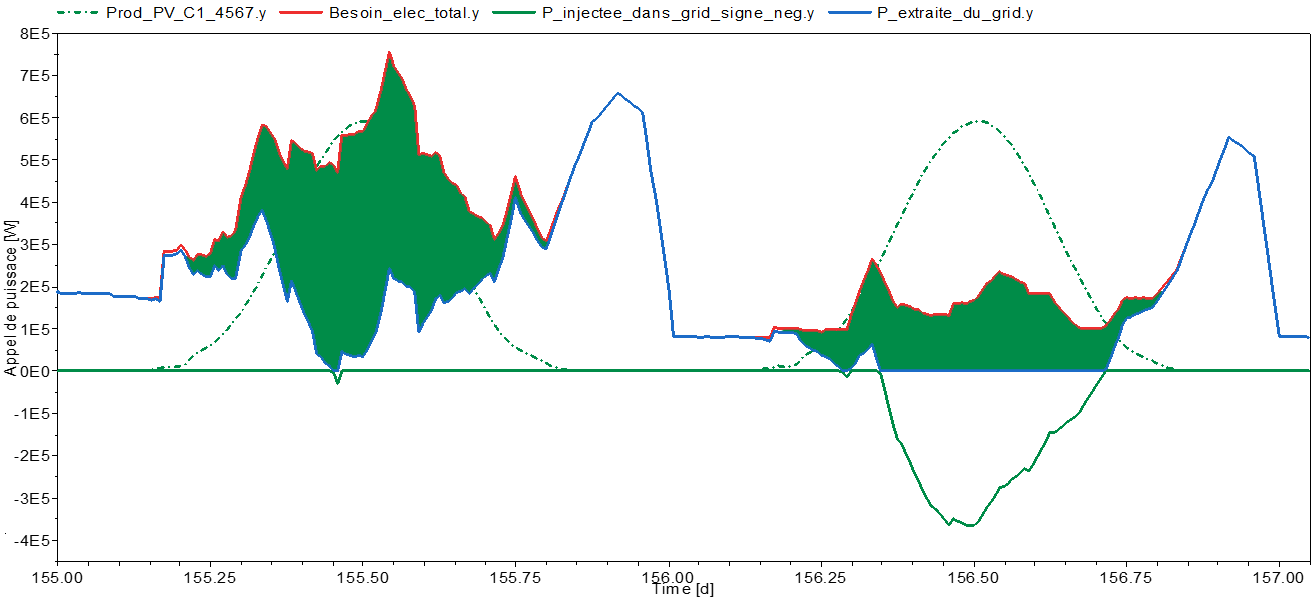 Prod_PV_C1_4567.y Besoin_elec_total.y P_injectee_dans_grid_signe_neg.y P_extraite_du_grid.y
8E5
7E5
6E5
5E5
4E5
3E5
2E5
1E5
0E0
-1E5
-2E5
-3E5
-4E5
Appel de puissace [W]
155.00 155.25 155.50 155.75 156.00 156.25 156.50 156.75 157.00
Time [d]